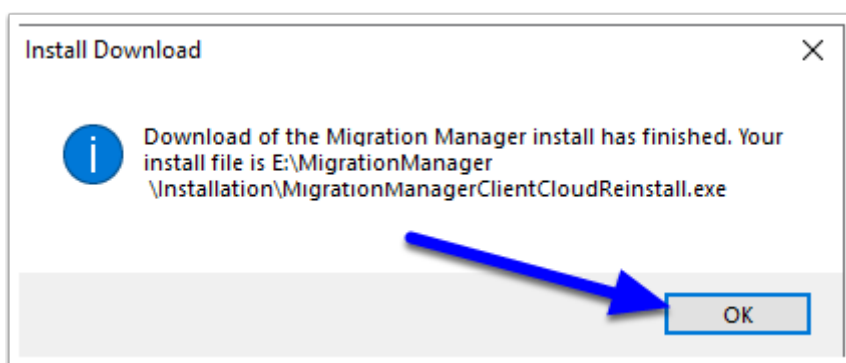 Install Download
Download of the Migration Manager install has finished. Your
install file is E:\MigrationManager
\Installation\MigrationManagerClientCloudReinstall.exe
OK